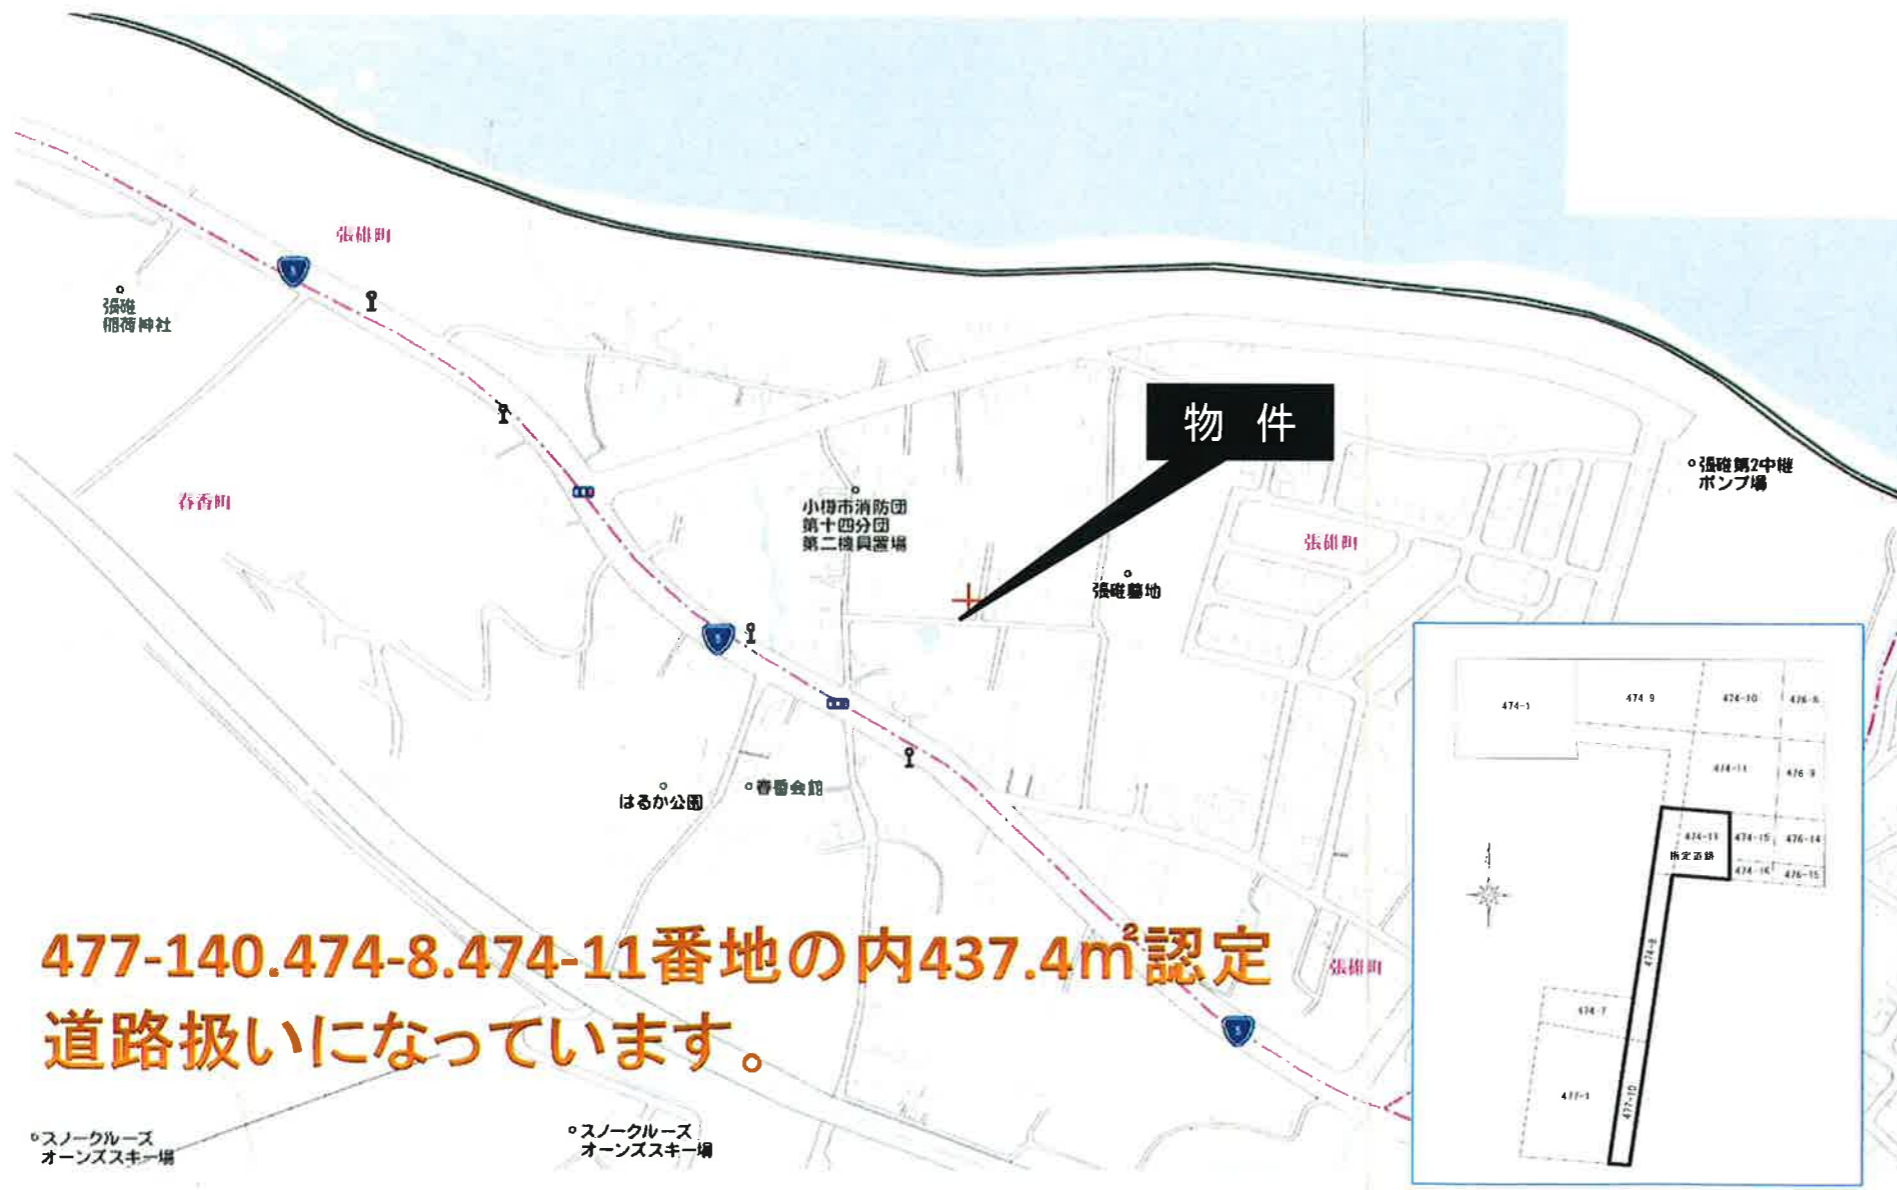 張碓町
5
張碓
稲荷神社
春香町
物 件
張碓第2中継
ポンプ場
小樽市消防団
第十四分団
第二機具置場
張碓町
張碓墓地
5
はるか公園
春香会館
張碓町
5
477-140.474-8.474-11番地の内437.4㎡認定
道路扱いになっています。
スノークルーズ
オーンズスキー場
スノークルーズ
オーンズスキー場
474-1
474-9
474-10
474-11
476-9
474-15
476-14
指定道路
474-16
476-15
474-8
474-7
477-1